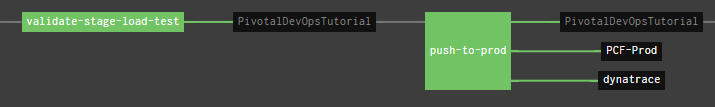 validate-stage-load-test
PivotalDevOpsTutorial
push-to-prod
PivotalDevOpsTutorial
PCF-Prod
dynatrace